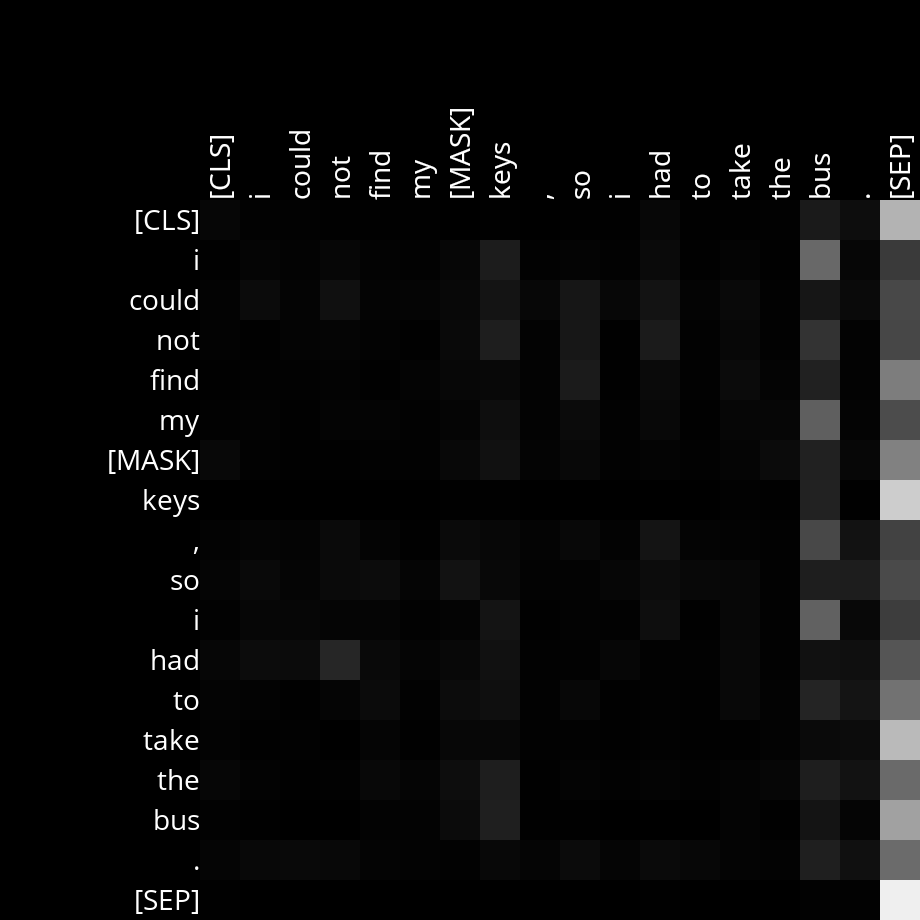 [CLS] i could not find my [MASK] keys , so i had to take the bus . [SEP]
[CLS]
i
could
not
find
my
[MASK]
keys
,
so
i
had
to
take
the
bus
.
[SEP]